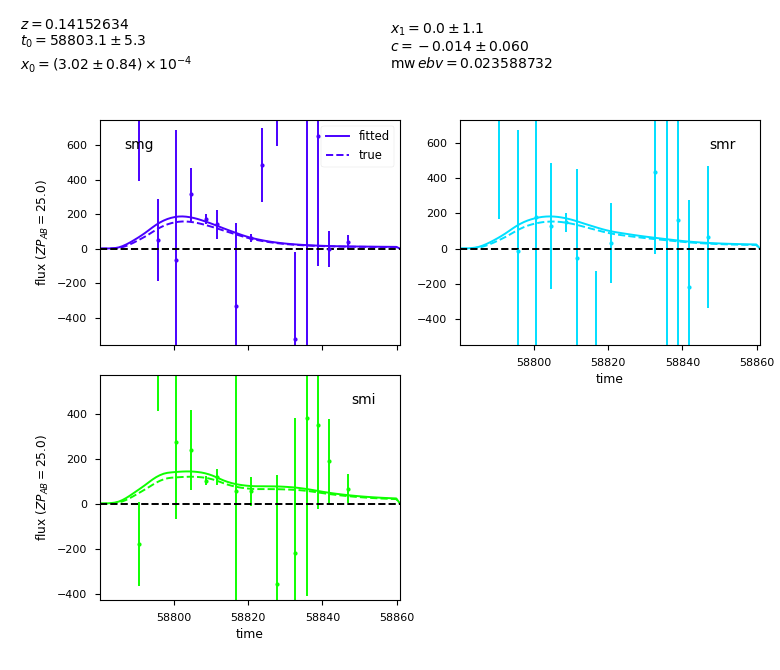 z = 0.14152634
t₀ = 58803.1 ± 5.3
x₀ = (3.02 ± 0.84) × 10⁻⁴
x₁ = 0.0 ± 1.1
c = −0.014 ± 0.060
mw ebv = 0.023588732
smg
fitted
true
600
400
200
0
−200
−400
flux (ZP_AB = 25.0)
smr
600
400
200
0
−200
−400
58800 58820 58840 58860
time
smi
400
200
0
−200
−400
flux (ZP_AB = 25.0)
58800 58820 58840 58860
time